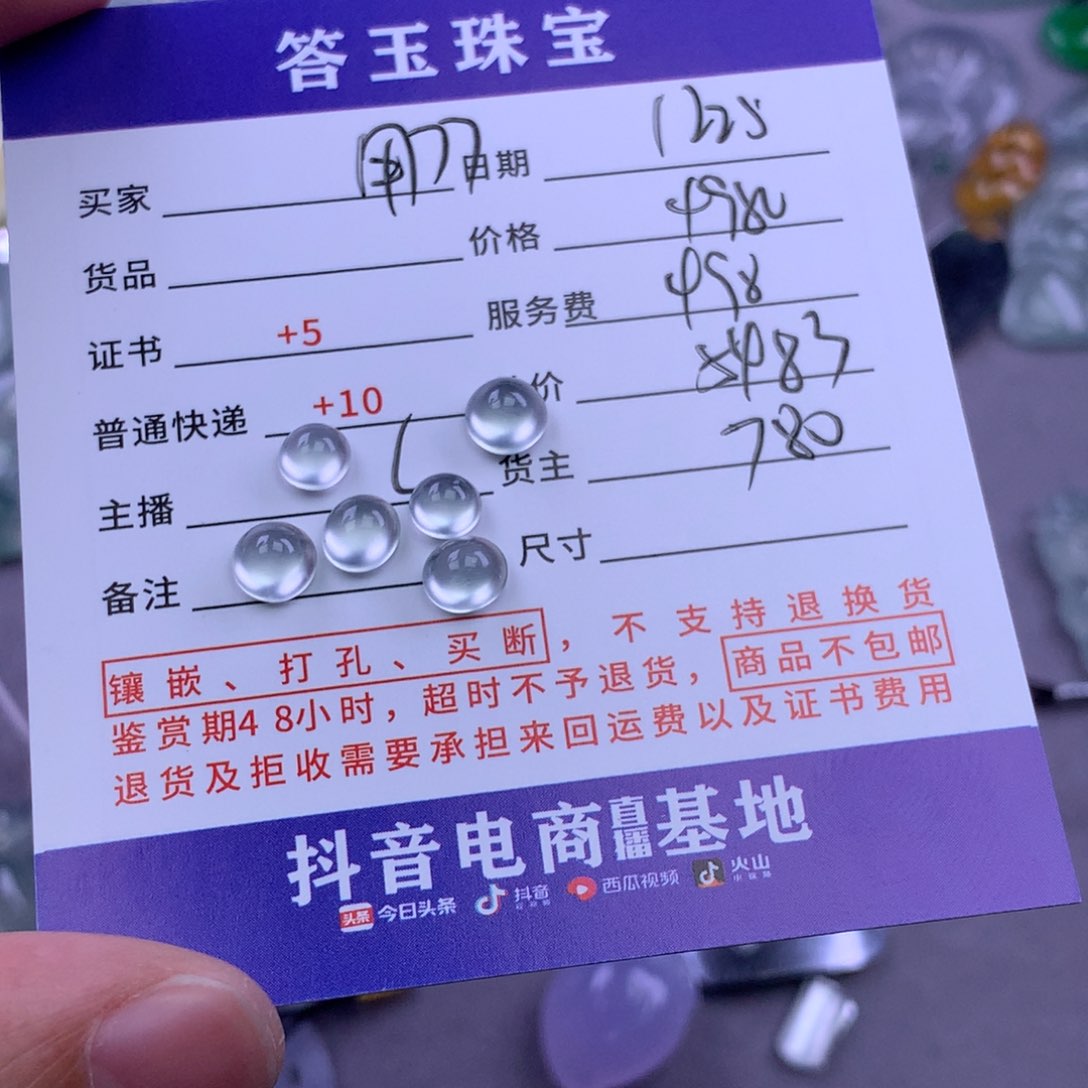 答玉珠宝
买家 日期 1225
货品 价格 4980
证书 +5 服务费 498
普通快递 +10 价 5483
主播 货主 780
备注 尺寸
镶嵌、打孔、买断，不支持退换货
鉴赏期48小时，超时不予退货，商品不包邮
退货及拒收需要承担来回运费以及证书费用
抖音电商直播基地
头条 今日头条 抖音 西瓜视频 火山